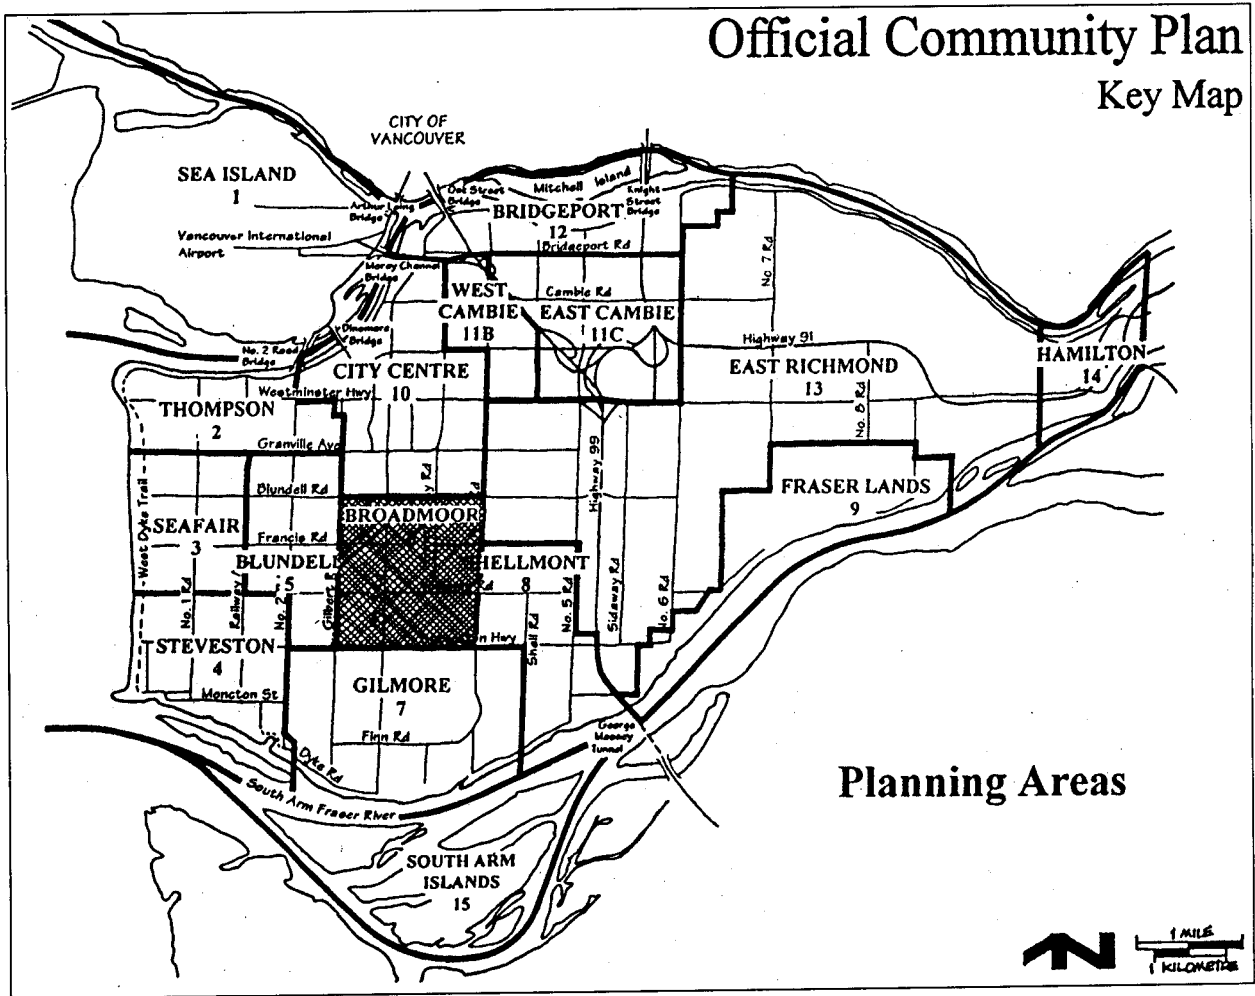 Official Community Plan
Key Map
CITY OF
VANCOUVER
SEA ISLAND
1
Mitchell Island
Oak Street
Bridge
Knight
Street
Bridge
Arthur Laing
Bridge
BRIDGEPORT
12
Vancouver International
Airport
Bridgeport Rd
No. 7 Rd
Moray Channel
Bridge
WEST
CAMBIE
11B
Cambie Rd
EAST CAMBIE
11C
Dinsmore
Bridge
No. 2 Road
Bridge
Highway 91
HAMILTON
14
CITY CENTRE
10
EAST RICHMOND
13
Westminster Hwy
THOMPSON
2
No. 8 Rd
Granville Ave
Highway 99
y Rd
Blundell Rd
Rd
FRASER LANDS
9
BROADMOOR
West Dyke Trail
SEAFAIR
3
Francis Rd
BLUNDELL
5
SHELLMONT
8
Rd
No. 1 Rd
Railway
No. 2
Gilbert R
No. 5 Rd
Sidaway Rd
No. 6 Rd
Shell Rd
on Hwy
STEVESTON
4
GILMORE
7
Moncton St
Finn Rd
George
Massey
Tunnel
Dyke Rd
South Arm Fraser River
Planning Areas
SOUTH ARM
ISLANDS
15
N
1 MILE
1 KILOMETRE